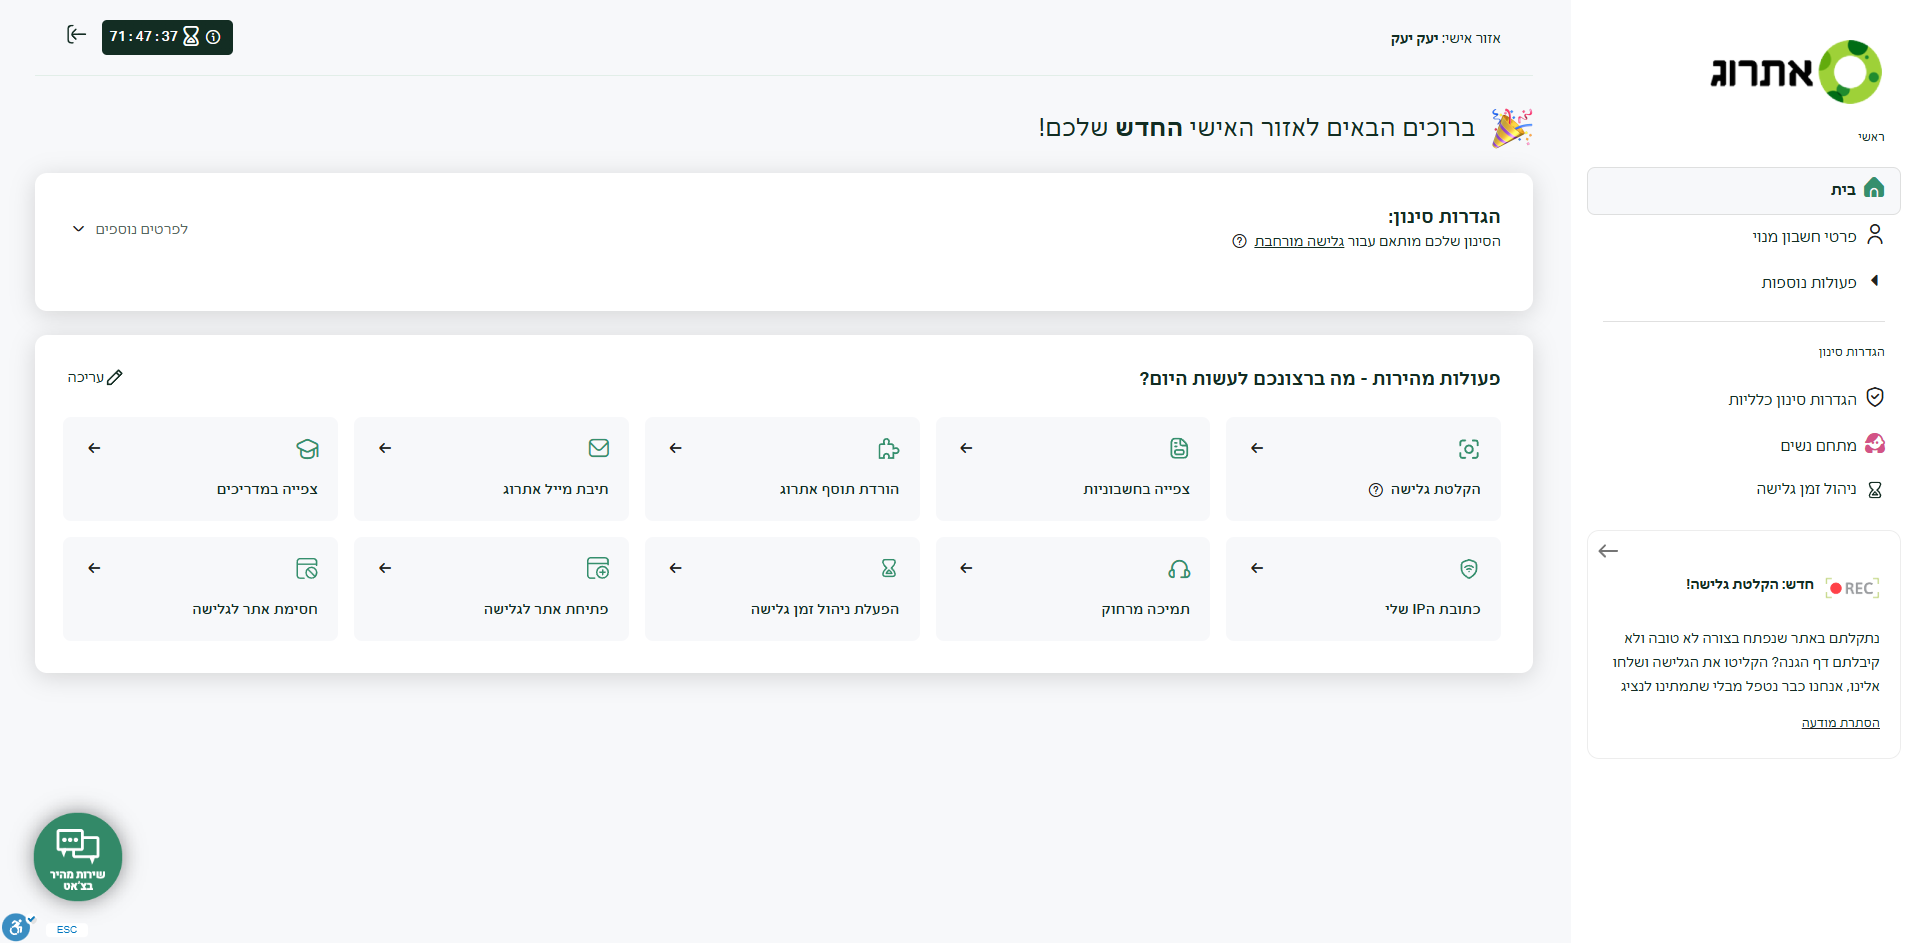 אתרוג
ראשי
בית
פרטי חשבון מנוי
פעולות נוספות
הגדרות סינון
הגדרות סינון כלליות
מתחם נשים
ניהול זמן גלישה
REC חדש: הקלטת גלישה!
נתקלתם באתר שנפתח בצורה לא טובה ולא
קיבלתם דף הגנה? הקליטו את הגלישה ושלחו
אלינו, אנחנו כבר נטפל מבלי שתמתינו לנציג
הסתרת מודעה
אזור אישי: יעק יעק
71:47:37
ברוכים הבאים לאזור האישי החדש שלכם!
הגדרות סינון:
הסינון שלכם מותאם עבור גלישה מורחבת
לפרטים נוספים
פעולות מהירות - מה ברצונכם לעשות היום?
עריכה
הקלטת גלישה
צפייה בחשבוניות
הורדת תוסף אתרוג
תיבת מייל אתרוג
צפייה במדריכים
כתובת הIP שלי
תמיכה מרחוק
הפעלת ניהול זמן גלישה
פתיחת אתר לגלישה
חסימת אתר לגלישה
שירות מהיר
בצ'אט
ESC